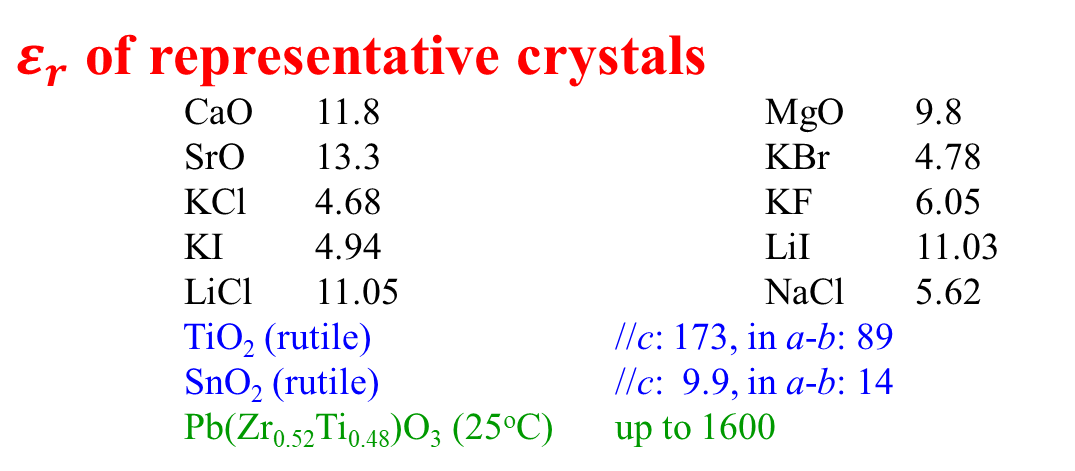 εᵣ of representative crystals
CaO 11.8 MgO 9.8
SrO 13.3 KBr 4.78
KCl 4.68 KF 6.05
KI 4.94 LiI 11.03
LiCl 11.05 NaCl 5.62
TiO₂ (rutile) //c: 173, in a-b: 89
SnO₂ (rutile) //c: 9.9, in a-b: 14
Pb(Zr₀.₅₂Ti₀.₄₈)O₃ (25ᵒC) up to 1600